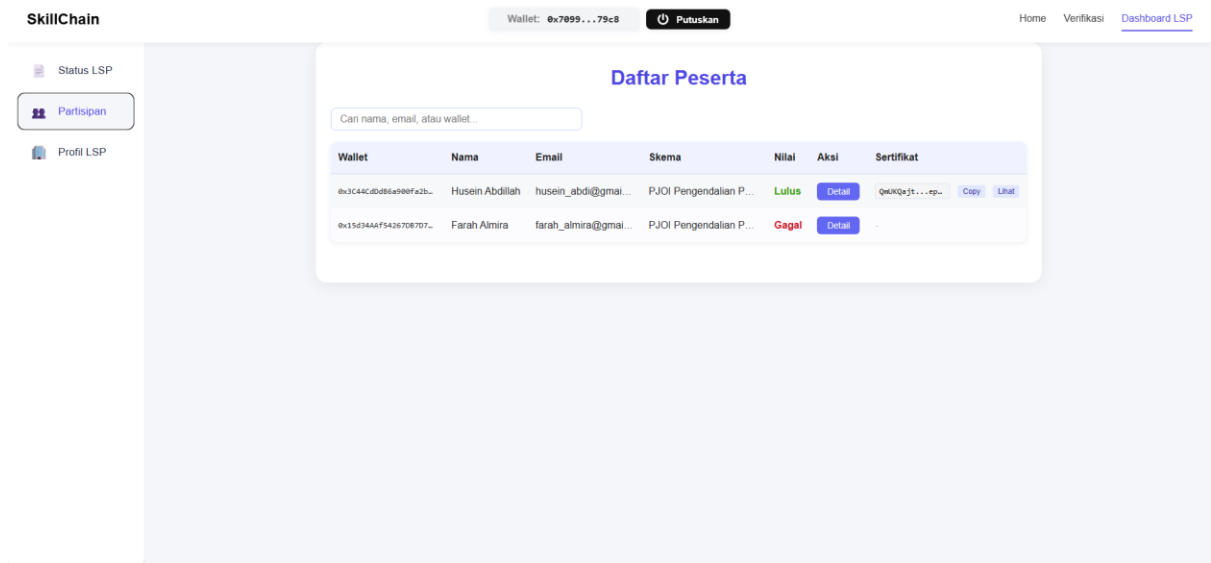 SkillChain
Wallet: 0x7099...79c8
Putuskan
Home Verifikasi Dashboard LSP
Status LSP
Partisipan
Profil LSP
Daftar Peserta
Cari nama, email, atau wallet...
Wallet Nama Email Skema Nilai Aksi Sertifikat
0x3C44CdDdB6a900fa2b… Husein Abdillah husein_abdi@gmai... PJOI Pengendalian P... Lulus Detail QmUKQajt...ep… Copy Lihat
0x15d34AAf54267DB7D7… Farah Almira farah_almira@gmai... PJOI Pengendalian P... Gagal Detail -